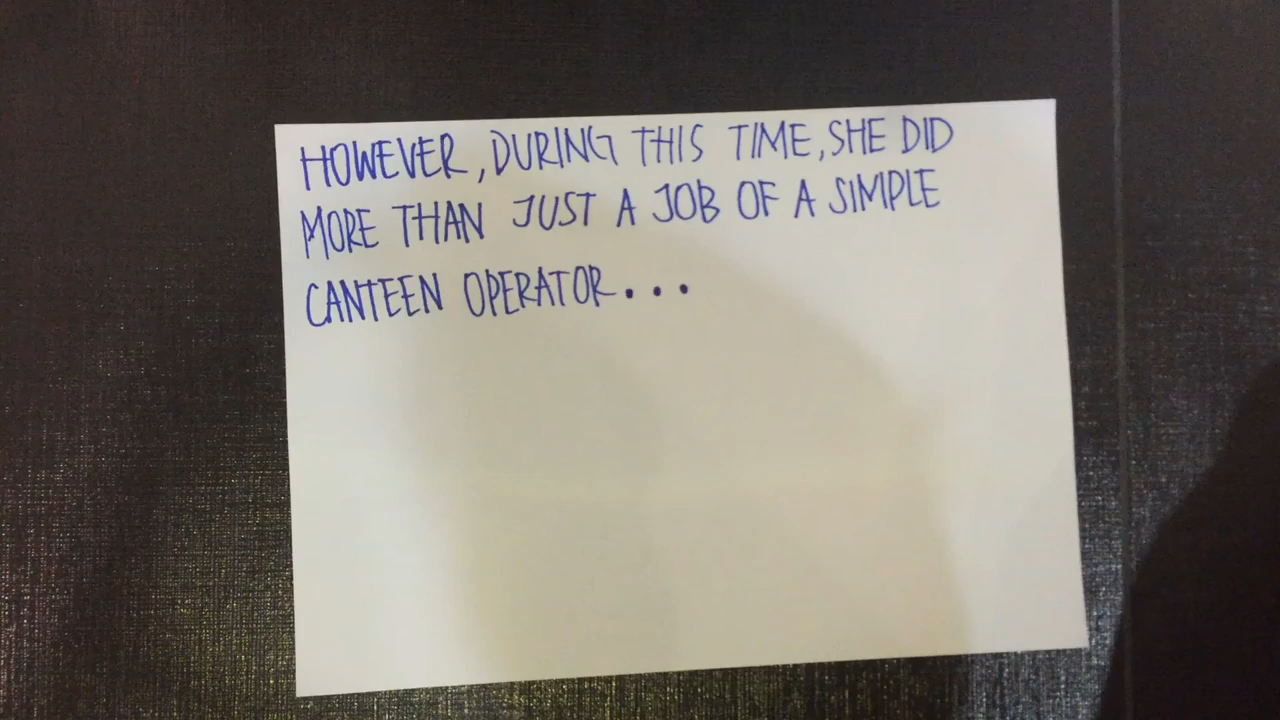 HOWEVER, DURING THIS TIME, SHE DID
MORE THAN JUST A JOB OF A SIMPLE
CANTEEN OPERATOR...